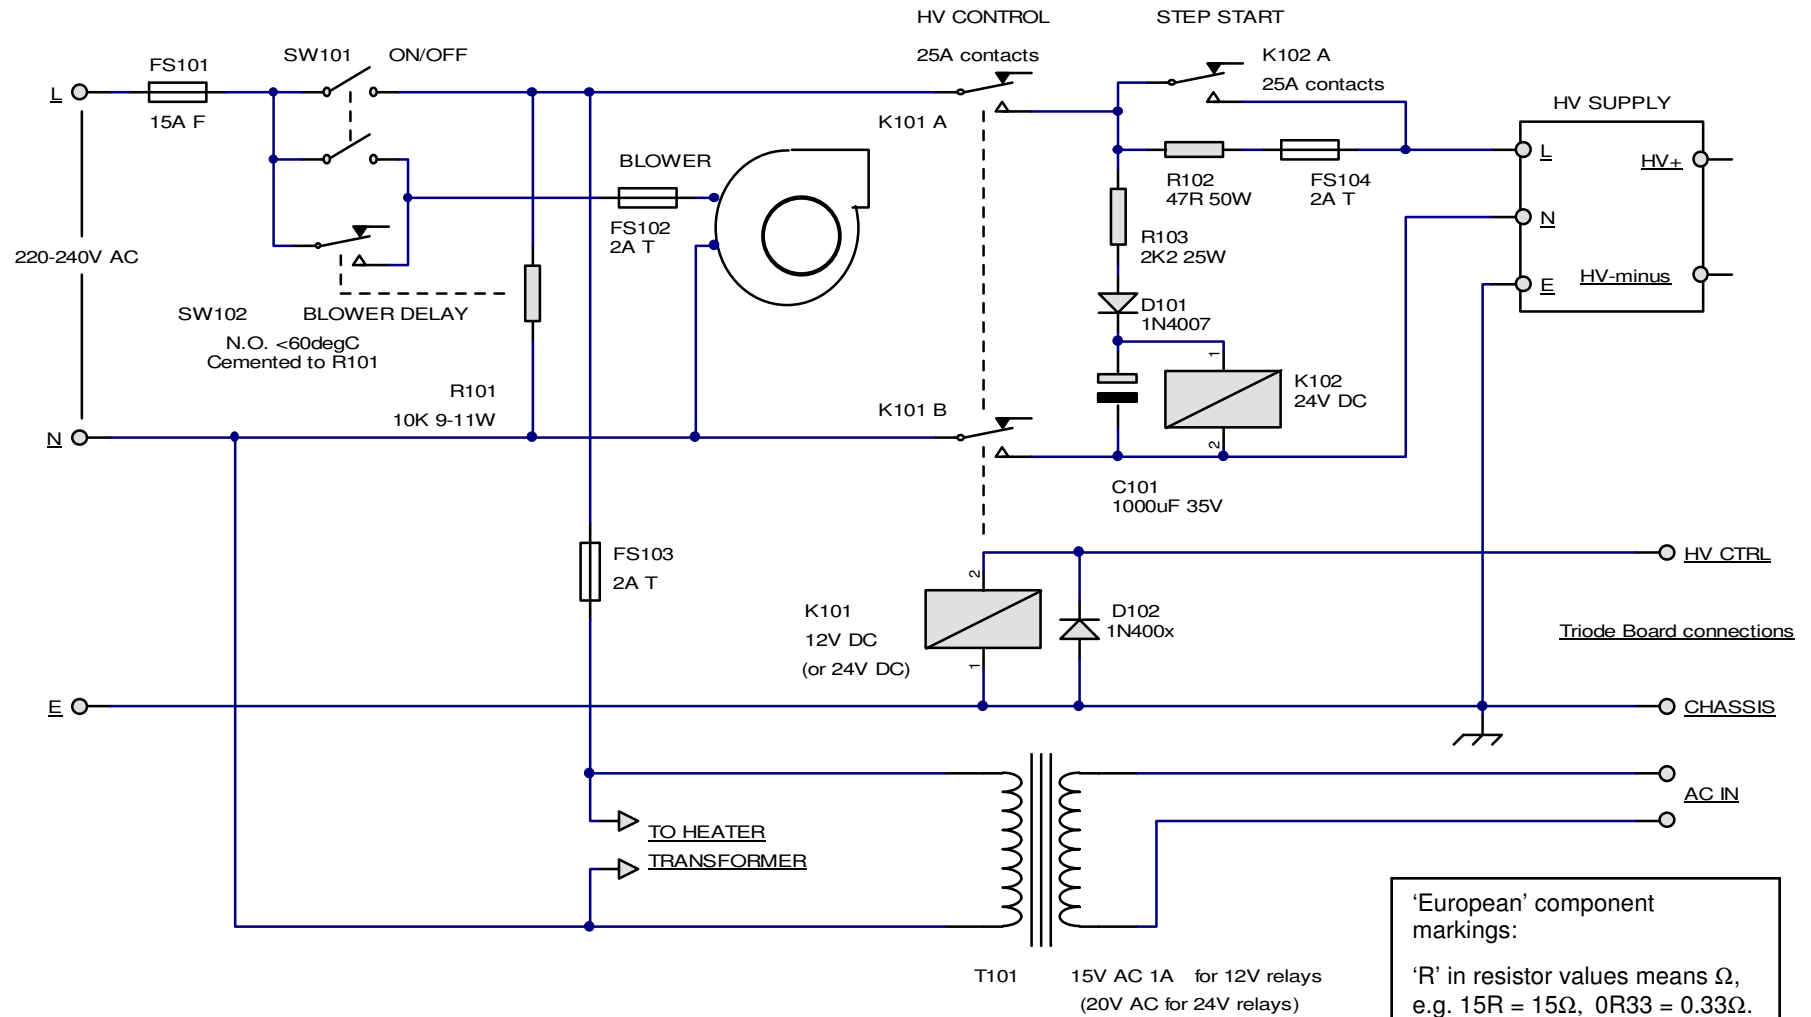 HV CONTROL
STEP START
FS101
SW101
ON/OFF
25A contacts
K102 A
25A contacts
L
15A F
K101 A
HV SUPPLY
BLOWER
L
HV+
R102
47R 50W
FS104
2A T
FS102
2A T
N
R103
2K2 25W
220-240V AC
HV-minus
E
SW102
BLOWER DELAY
N.O. <60degC
Cemented to R101
D101
1N4007
R101
10K 9-11W
K101 B
1
K102
24V DC
2
N
C101
1000uF 35V
FS103
2A T
HV CTRL
2
K101
12V DC
(or 24V DC)
1
D102
1N400x
Triode Board connections
E
CHASSIS
AC IN
TO HEATER
TRANSFORMER
T101
15V AC 1A for 12V relays
(20V AC for 24V relays)
‘European’ component
markings:
‘R’ in resistor values means Ω,
e.g. 15R = 15Ω, 0R33 = 0.33Ω.